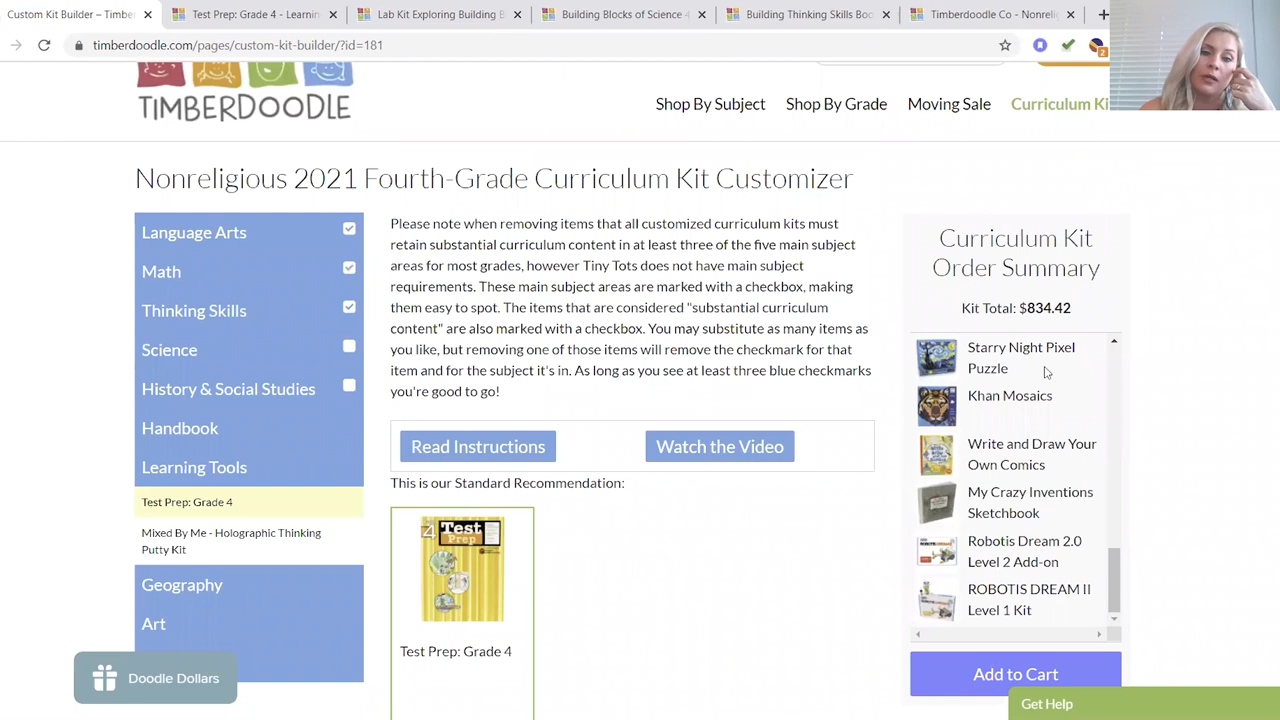 Custom Kit Builder – Timbe
Test Prep: Grade 4 - Learnin
Lab Kit Exploring Building B
Building Blocks of Science 4
Building Thinking Skills Boo
Timberdoodle Co - Nonreli
timberdoodle.com/pages/custom-kit-builder/?id=181
2
TIMBERDOODLE
Shop By Subject
Shop By Grade
Moving Sale
Curriculum Ki
Nonreligious 2021 Fourth-Grade Curriculum Kit Customizer
Language Arts
Math
Thinking Skills
Science
History & Social Studies
Handbook
Learning Tools
Test Prep: Grade 4
Mixed By Me - Holographic Thinking
Putty Kit
Geography
Art
Doodle Dollars
Please note when removing items that all customized curriculum kits must
retain substantial curriculum content in at least three of the five main subject
areas for most grades, however Tiny Tots does not have main subject
requirements. These main subject areas are marked with a checkbox, making
them easy to spot. The items that are considered "substantial curriculum
content" are also marked with a checkbox. You may substitute as many items as
you like, but removing one of those items will remove the checkmark for that
item and for the subject it's in. As long as you see at least three blue checkmarks
you're good to go!
Read Instructions
Watch the Video
This is our Standard Recommendation:
4
Test
Prep
Test Prep: Grade 4
Curriculum Kit
Order Summary
Kit Total: $834.42
Starry Night Pixel
Puzzle
Khan Mosaics
Write and Draw Your
Own Comics
My Crazy Inventions
Sketchbook
Robotis Dream 2.0
Level 2 Add-on
ROBOTIS DREAM II
Level 1 Kit
Add to Cart
Get Help